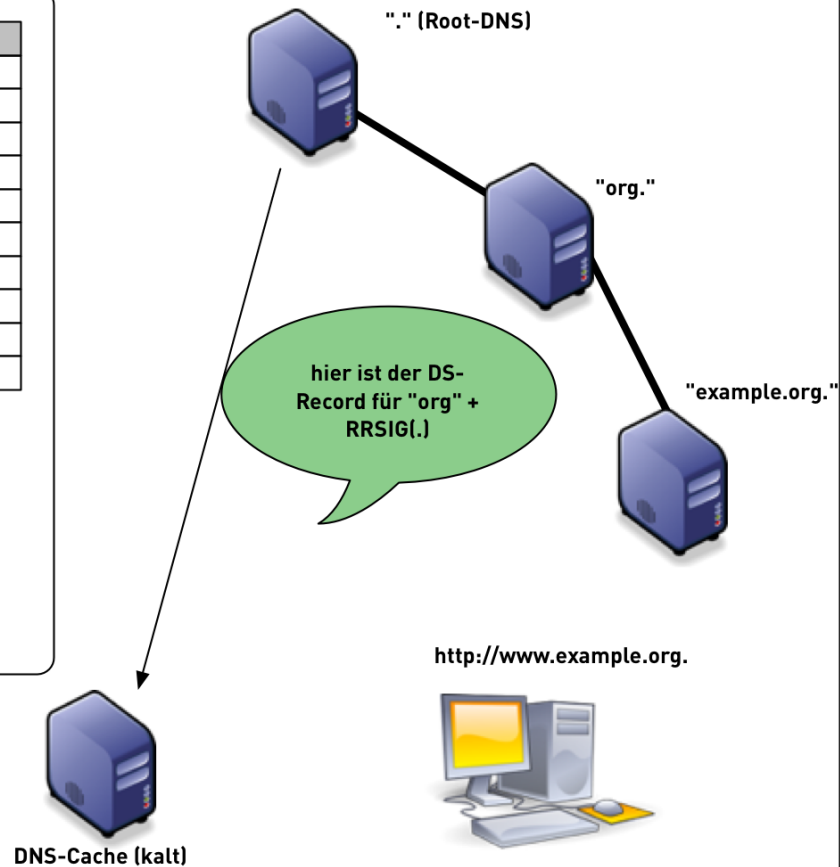 "." (Root-DNS)
"org."
hier ist der DS-
Record für "org" +
RRSIG(.)
"example.org."
http://www.example.org.
DNS-Cache (kalt)